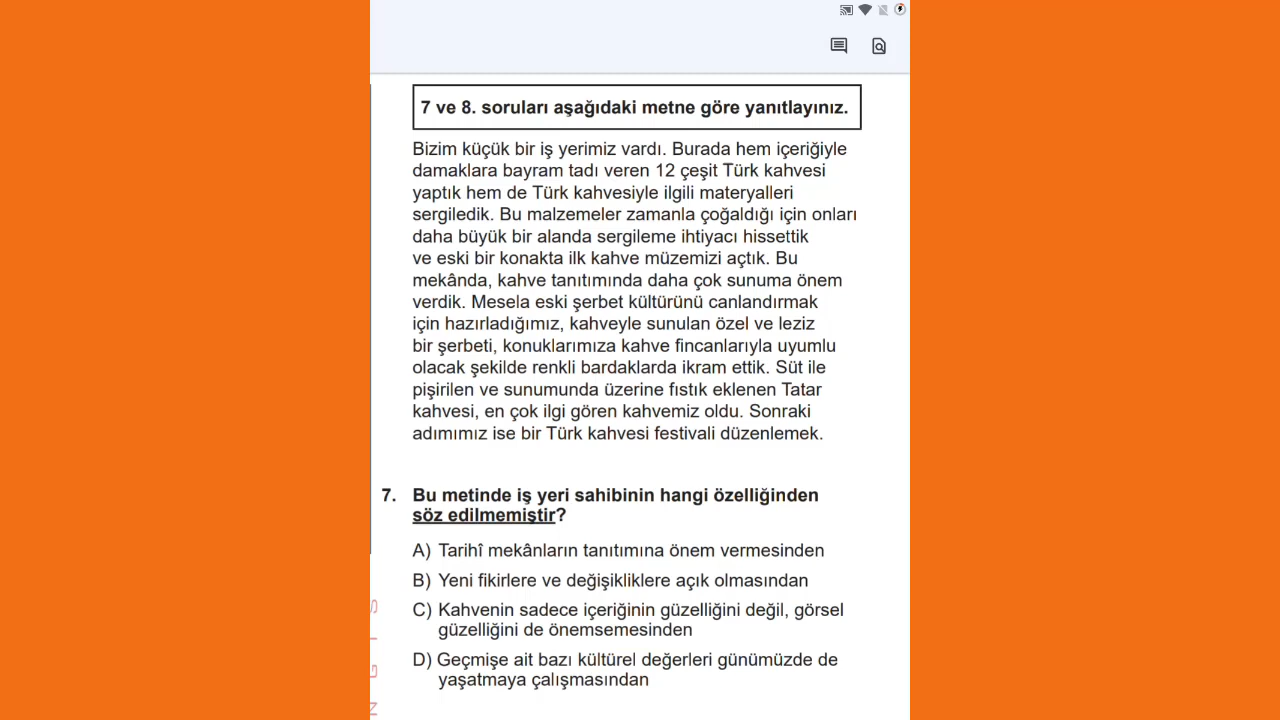 7 ve 8. soruları aşağıdaki metne göre yanıtlayınız.
Bizim küçük bir iş yerimiz vardı. Burada hem içeriğiyle
damaklara bayram tadı veren 12 çeşit Türk kahvesi
yaptık hem de Türk kahvesiyle ilgili materyalleri
sergiledik. Bu malzemeler zamanla çoğaldığı için onları
daha büyük bir alanda sergileme ihtiyacı hissettik
ve eski bir konakta ilk kahve müzemizi açtık. Bu
mekânda, kahve tanıtımında daha çok sunuma önem
verdik. Mesela eski şerbet kültürünü canlandırmak
için hazırladığımız, kahveyle sunulan özel ve leziz
bir şerbeti, konuklarımıza kahve fincanlarıyla uyumlu
olacak şekilde renkli bardaklarda ikram ettik. Süt ile
pişirilen ve sunumunda üzerine fıstık eklenen Tatar
kahvesi, en çok ilgi gören kahvemiz oldu. Sonraki
adımımız ise bir Türk kahvesi festivali düzenlemek.
7. Bu metinde iş yeri sahibinin hangi özelliğinden
söz edilmemiştir?
A) Tarihî mekânların tanıtımına önem vermesinden
B) Yeni fikirlere ve değişikliklere açık olmasından
C) Kahvenin sadece içeriğinin güzelliğini değil, görsel
güzelliğini de önemsemesinden
D) Geçmişe ait bazı kültürel değerleri günümüzde de
yaşatmaya çalışmasından